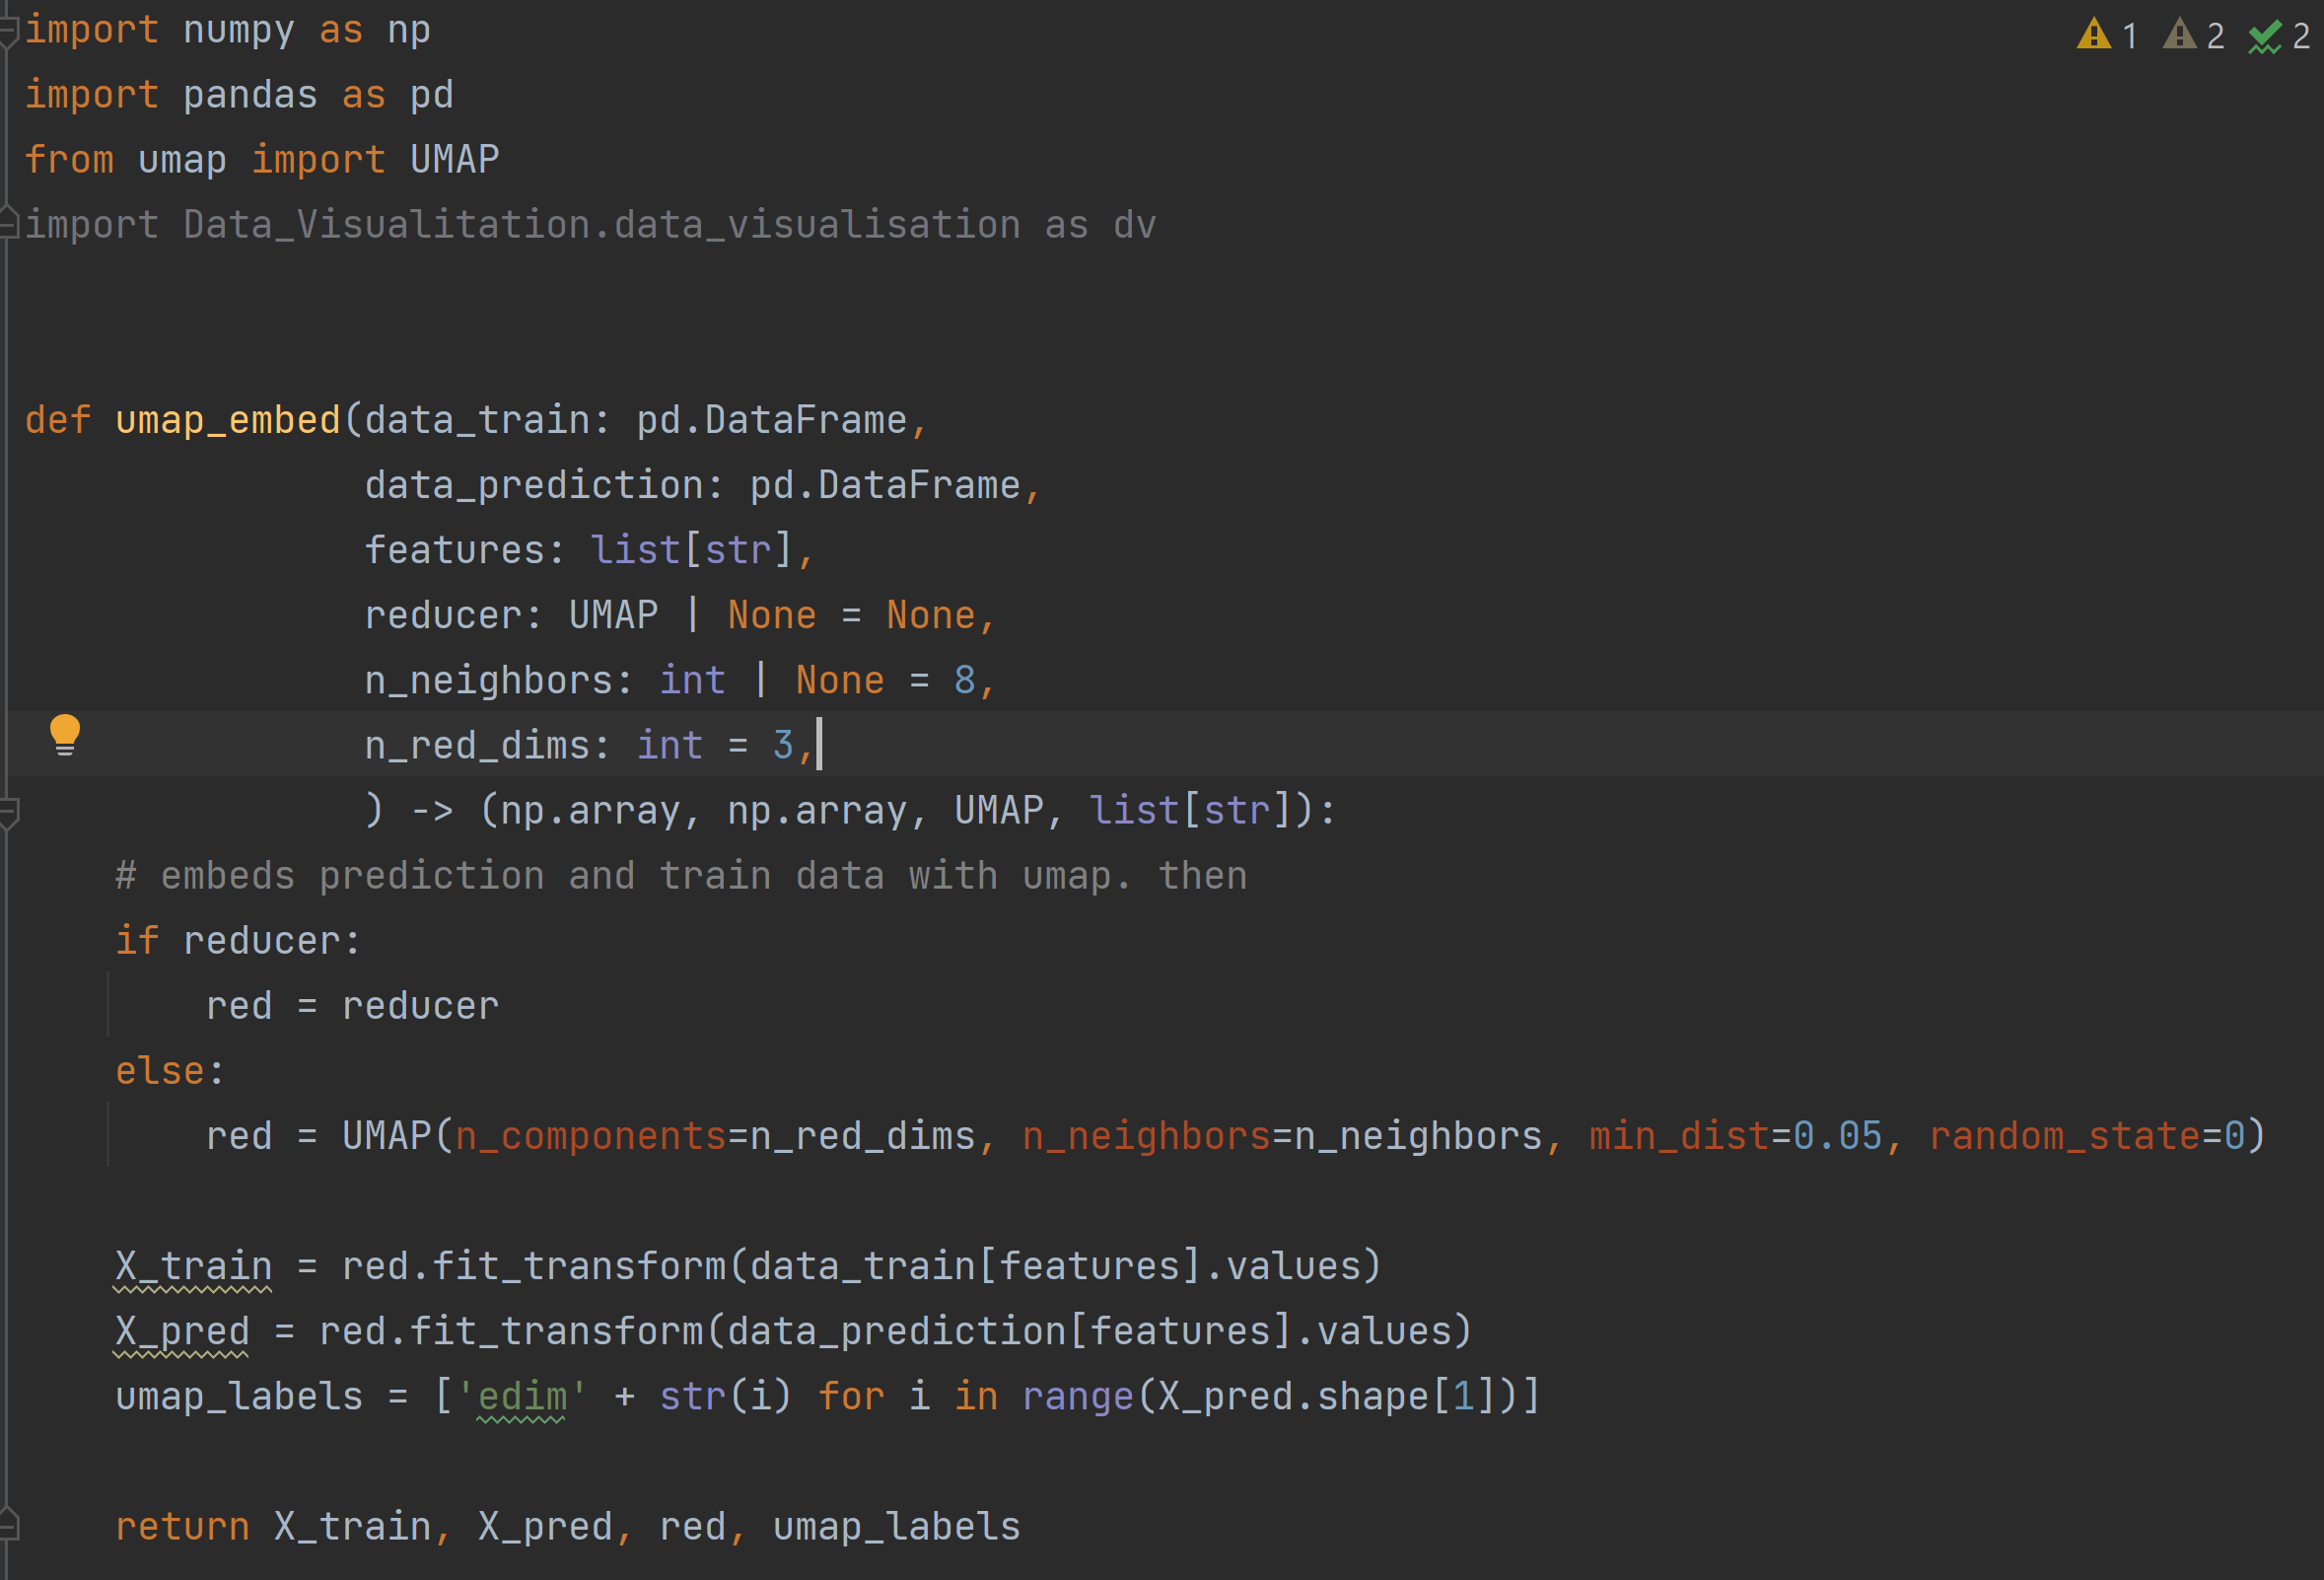 import numpy as np
1 2 2
import pandas as pd
from umap import UMAP
import Data_Visualitation.data_visualisation as dv
def umap_embed(data_train: pd.DataFrame,
data_prediction: pd.DataFrame,
features: list[str],
reducer: UMAP | None = None,
n_neighbors: int | None = 8,
n_red_dims: int = 3,
) -> (np.array, np.array, UMAP, list[str]):
# embeds prediction and train data with umap. then
if reducer:
red = reducer
else:
red = UMAP(n_components=n_red_dims, n_neighbors=n_neighbors, min_dist=0.05, random_state=0)
X_train = red.fit_transform(data_train[features].values)
X_pred = red.fit_transform(data_prediction[features].values)
umap_labels = ['edim' + str(i) for i in range(X_pred.shape[1])]
return X_train, X_pred, red, umap_labels